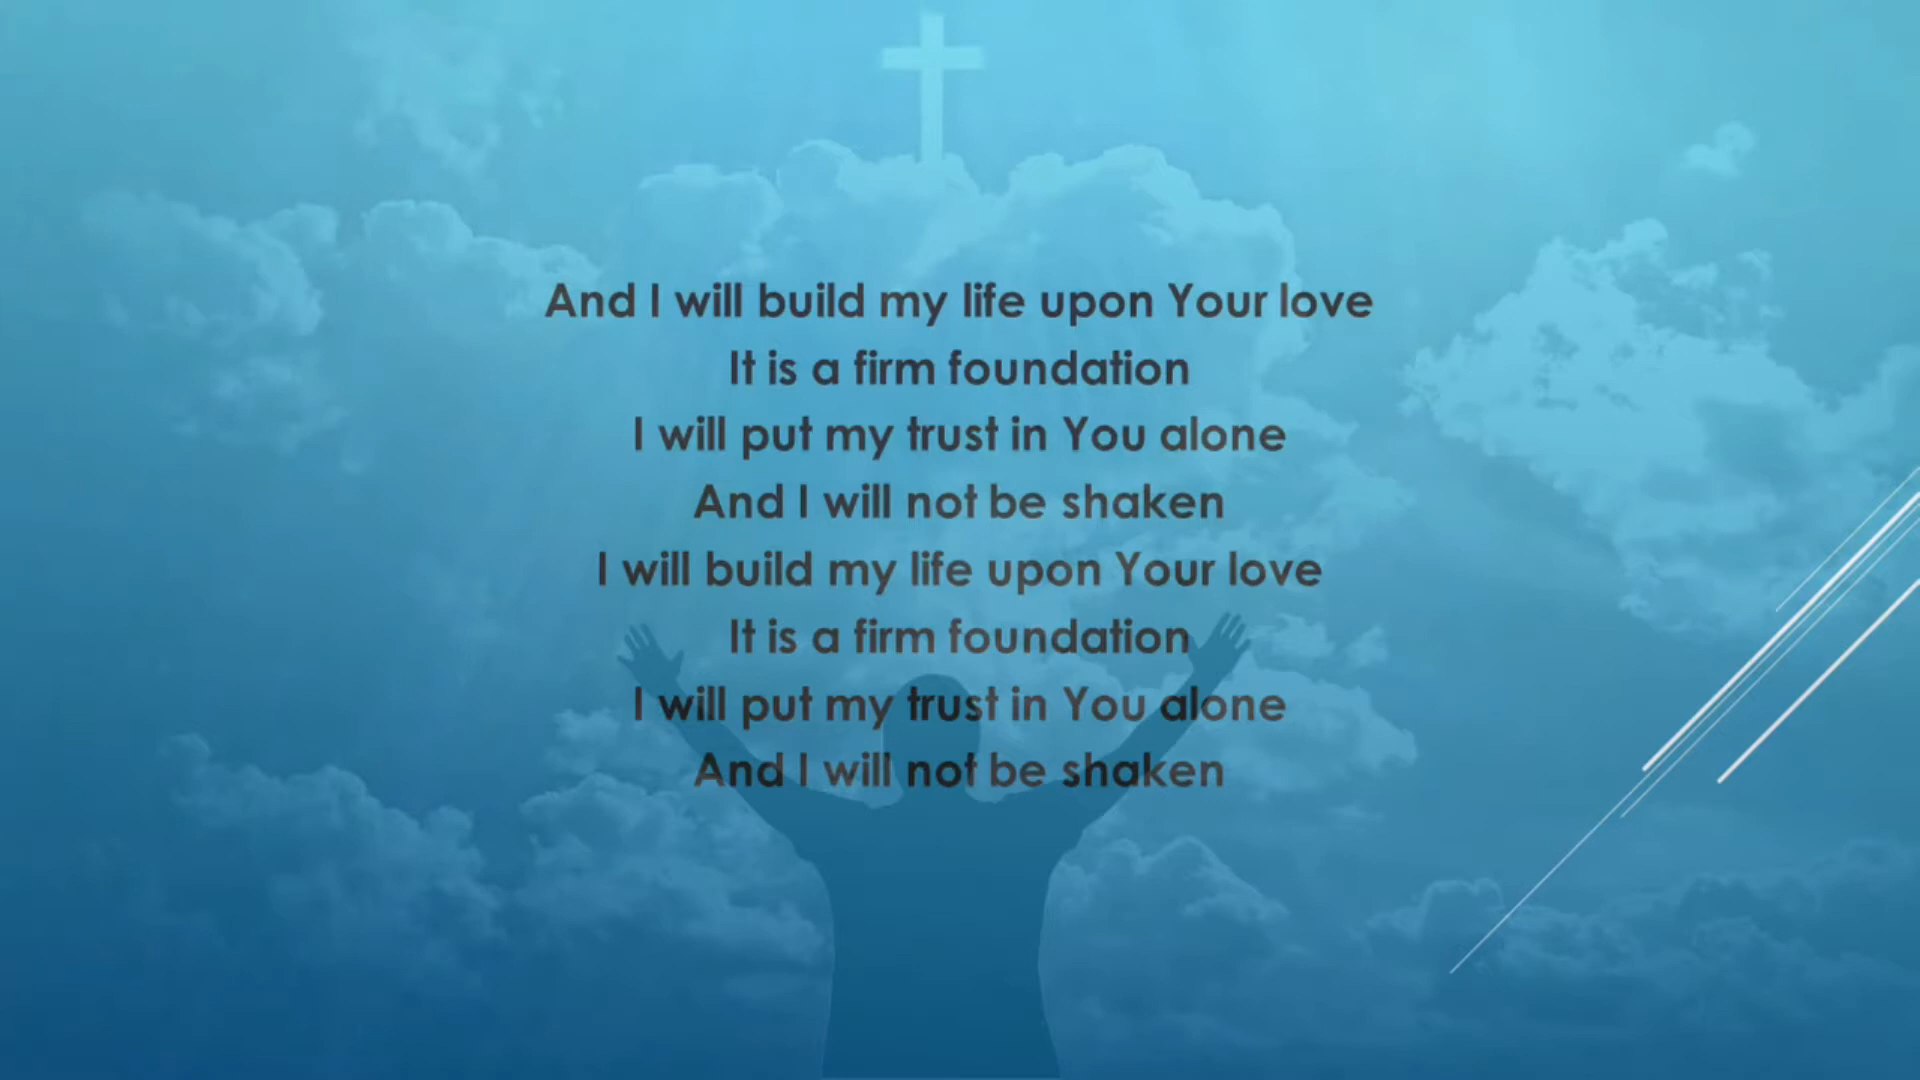 And I will build my life upon Your love
It is a firm foundation
I will put my trust in You alone
And I will not be shaken
I will build my life upon Your love
It is a firm foundation
I will put my trust in You alone
And I will not be shaken